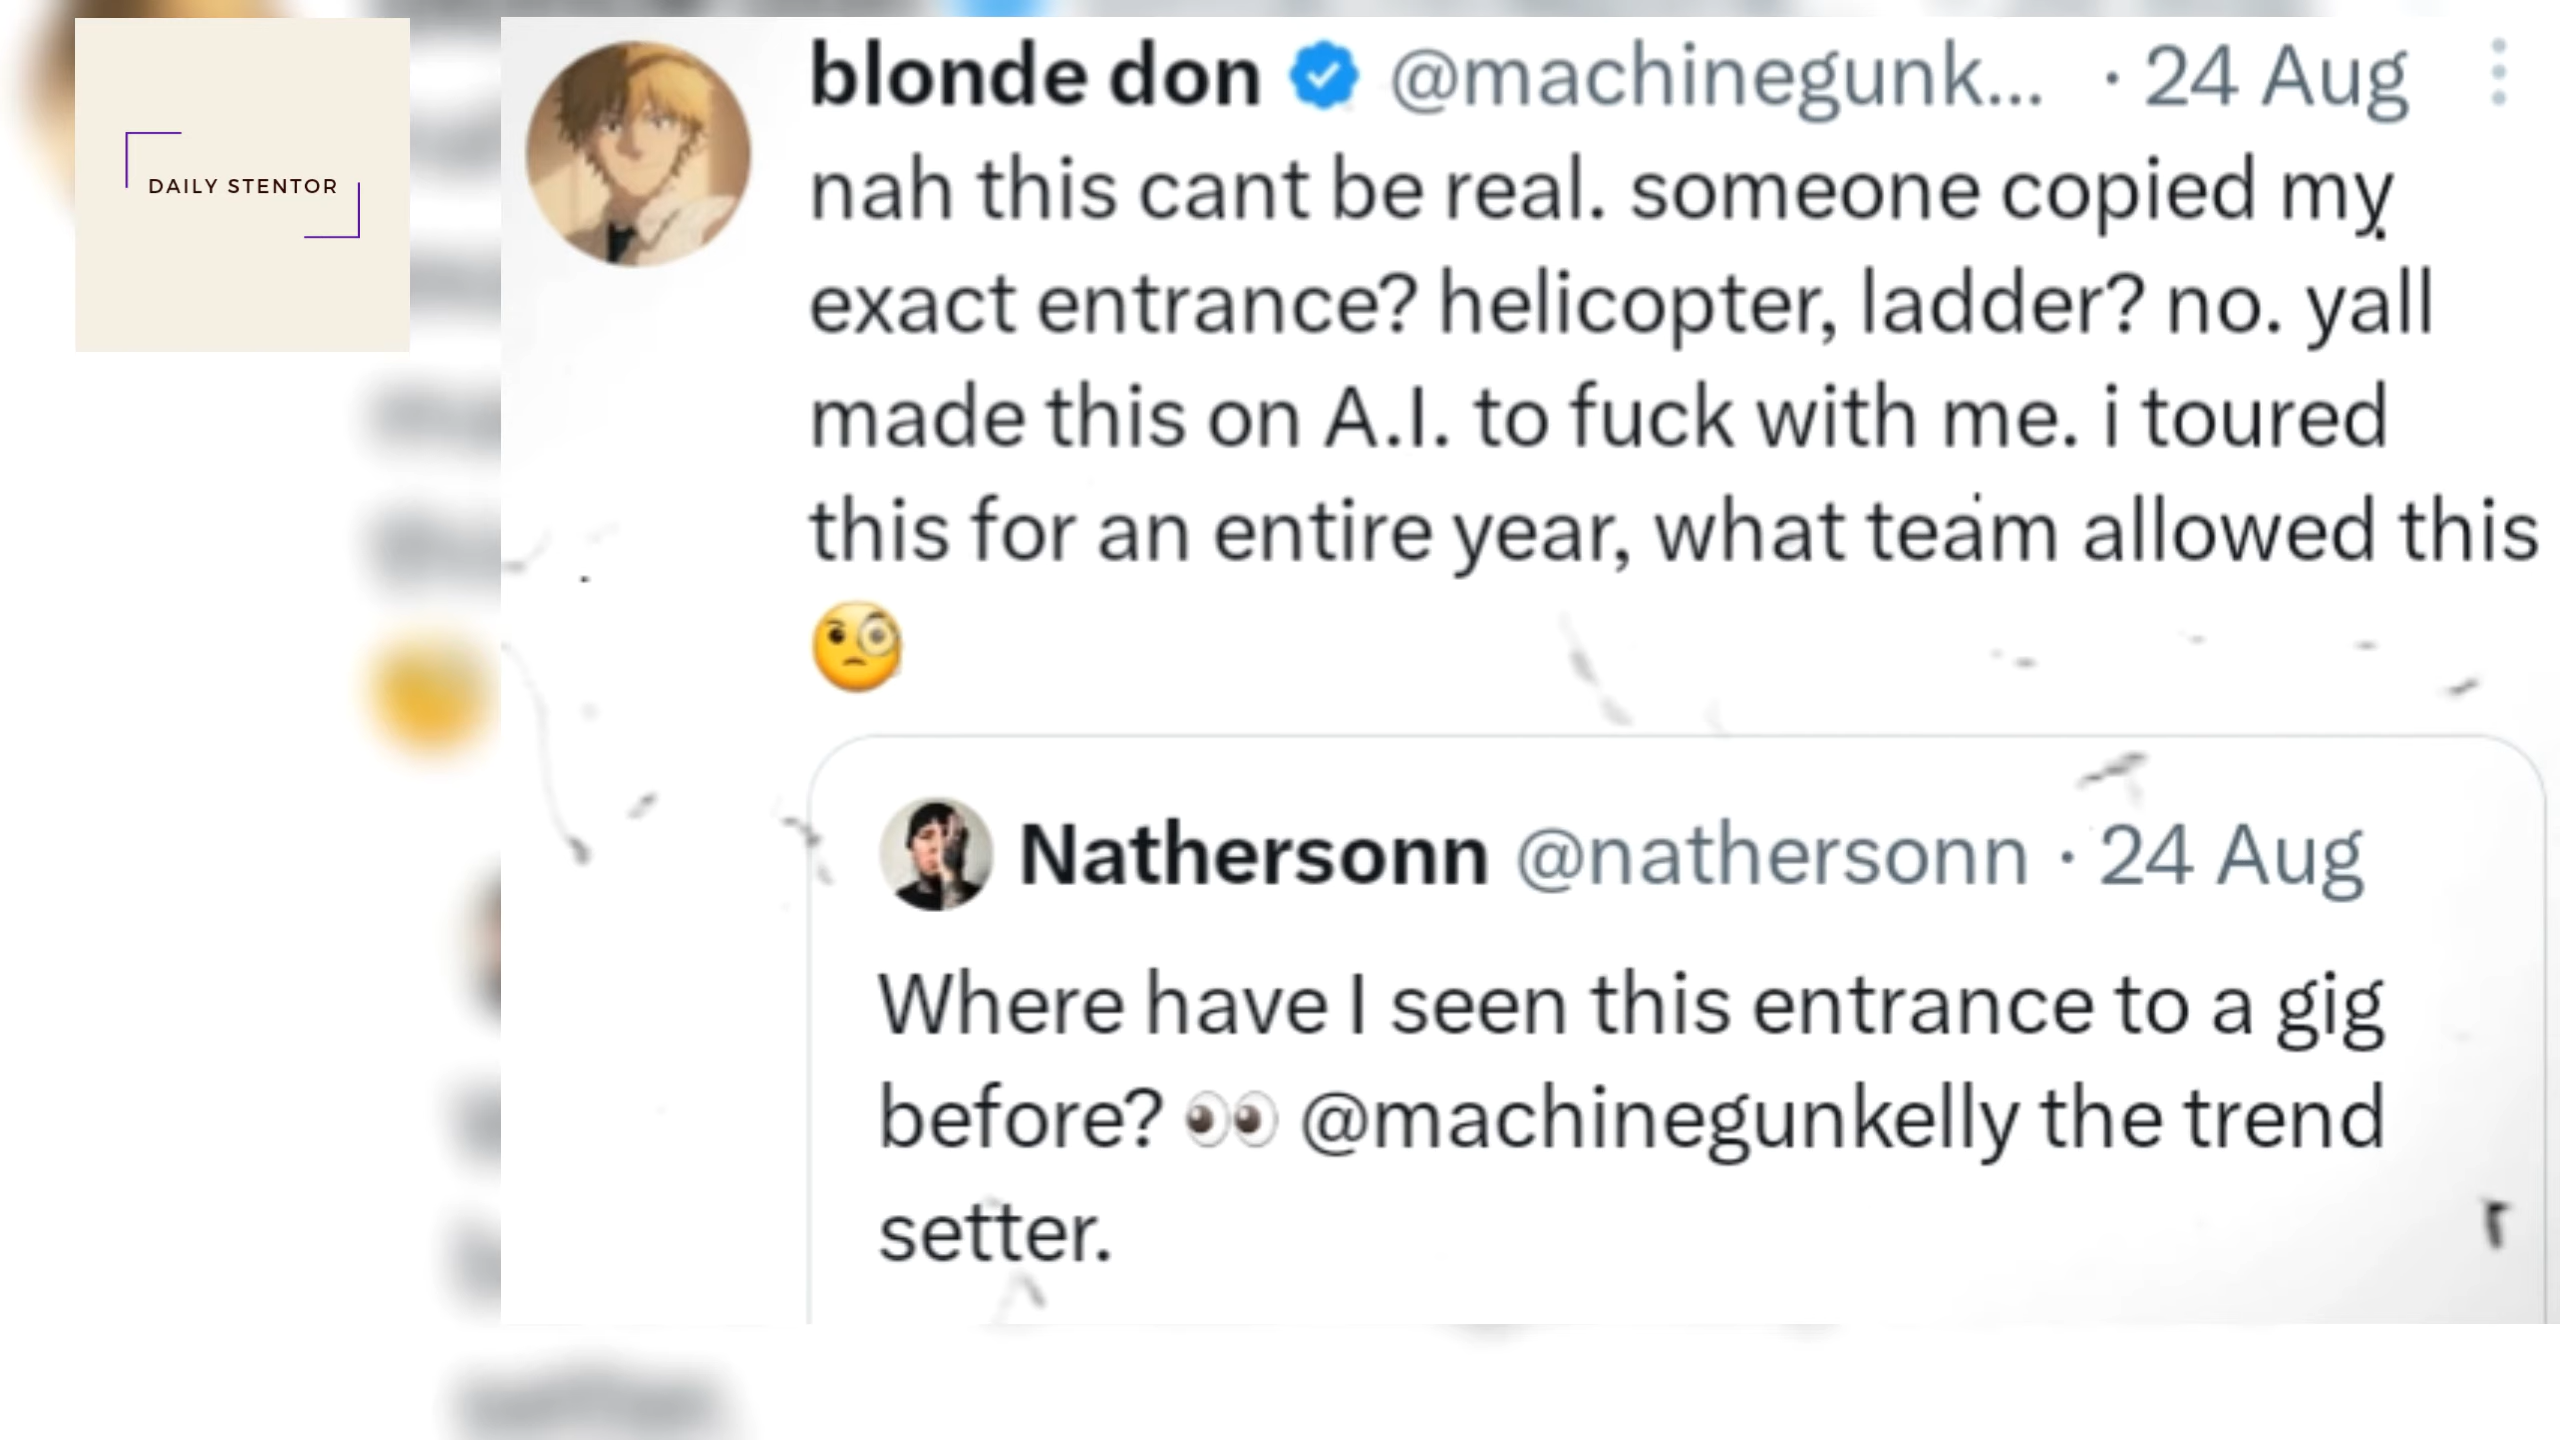 DAILY STENTOR
blonde don @machinegunk... · 24 Aug
nah this cant be real. someone copied my
exact entrance? helicopter, ladder? no. yall
made this on A.I. to fuck with me. i toured
this for an entire year, what team allowed this
🧐
Nathersonn @nathersonn · 24 Aug
Where have I seen this entrance to a gig
before? 👀 @machinegunkelly the trend
setter.